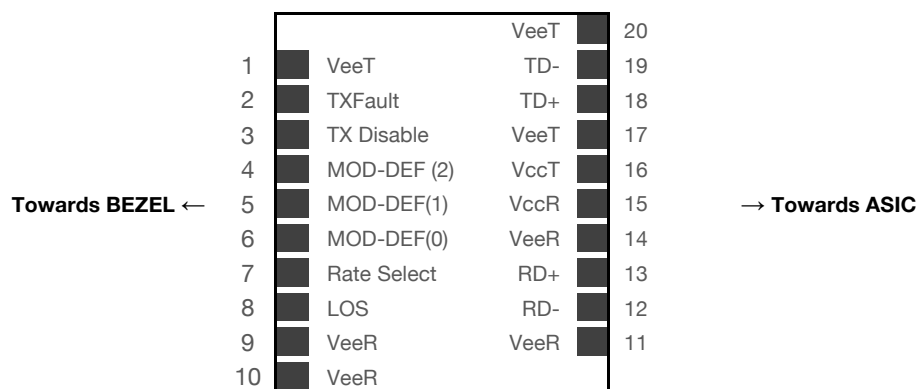 VeeT 20
1 VeeT TD- 19
2 TXFault TD+ 18
3 TX Disable VeeT 17
4 MOD-DEF (2) VccT 16
Towards BEZEL ← 5 MOD-DEF(1) VccR 15 → Towards ASIC
6 MOD-DEF(0) VeeR 14
7 Rate Select RD+ 13
8 LOS RD- 12
9 VeeR VeeR 11
10 VeeR